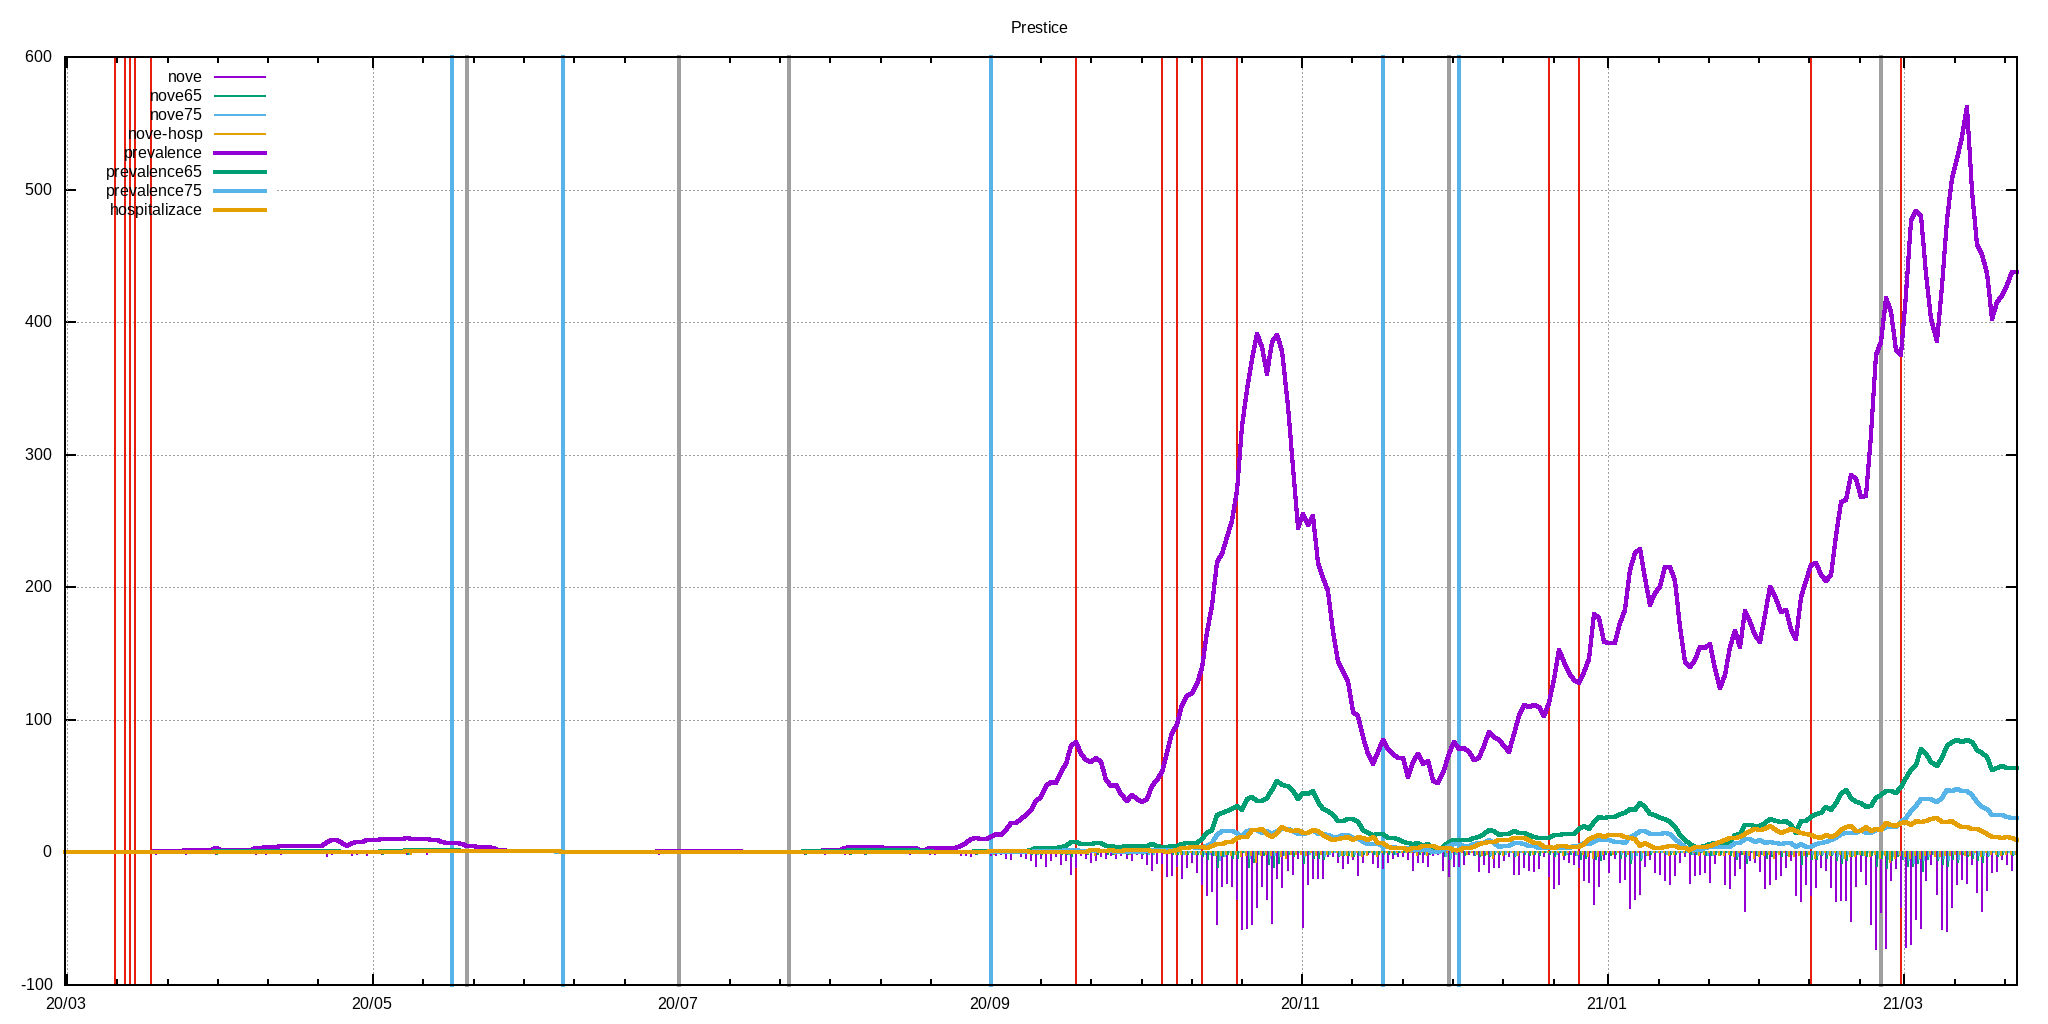 Prestice
600
500
400
300
200
100
0
-100
nove
nove65
nove75
nove-hosp
prevalence
prevalence65
prevalence75
hospitalizace
20/03 20/05 20/07 20/09 20/11 21/01 21/03